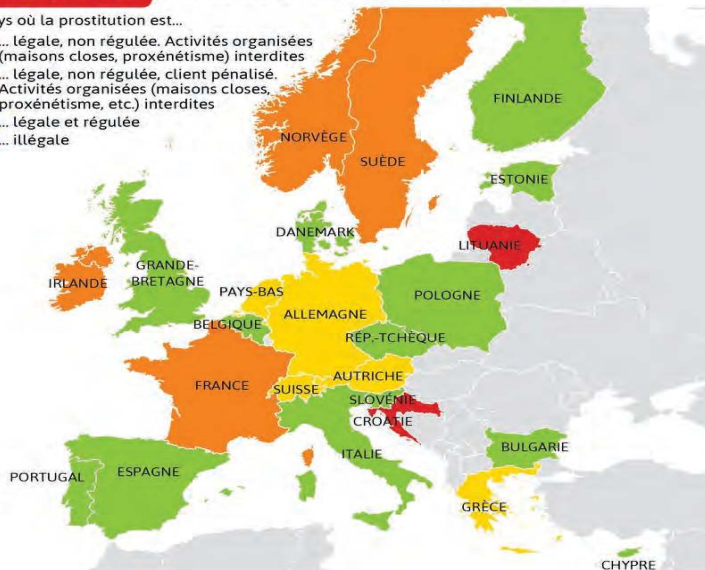 ys où la prostitution est...
... légale, non régulée. Activités organisées
(maisons closes, proxénétisme) interdites
... légale, non régulée, client pénalisé.
Activités organisées (maisons closes,
proxénétisme, etc.) interdites
... légale et régulée
... illégale
FINLANDE
NORVÈGE
SUÈDE
ESTONIE
DANEMARK
LITUANIE
IRLANDE
GRANDE-
BRETAGNE
PAYS-BAS
POLOGNE
ALLEMAGNE
BELGIQUE
RÉP.-TCHÈQUE
FRANCE
SUISSE
AUTRICHE
SLOVÉNIE
CROATIE
ITALIE
BULGARIE
PORTUGAL
ESPAGNE
GRÈCE
CHYPRE